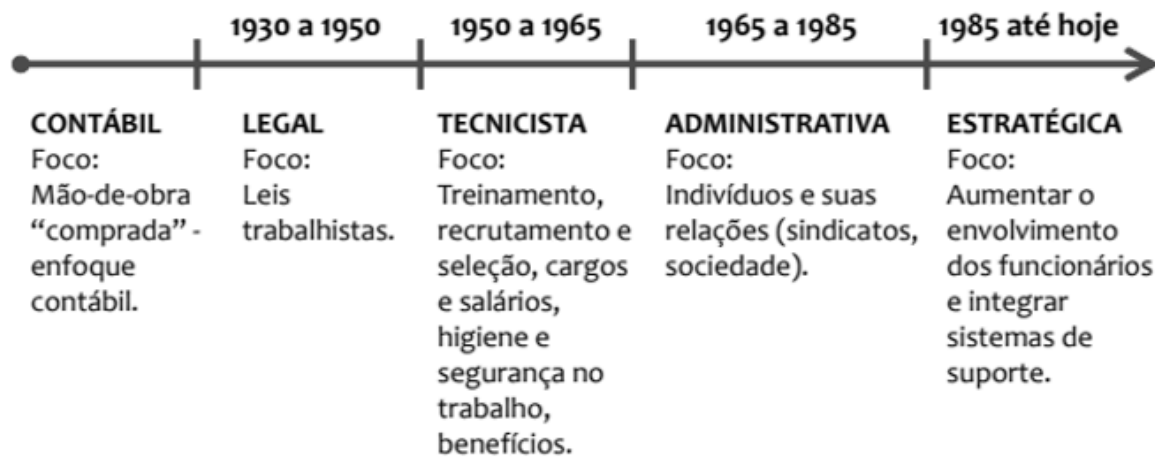 1930 a 1950
1950 a 1965
1965 a 1985
1985 até hoje
CONTÁBIL
Foco:
Mão-de-obra
“comprada” -
enfoque
contábil.
LEGAL
Foco:
Leis
trabalhistas.
TECNICISTA
Foco:
Treinamento,
recrutamento e
seleção, cargos
e salários,
higiene e
segurança no
trabalho,
benefícios.
ADMINISTRATIVA
Foco:
Indivíduos e suas
relações (sindicatos,
sociedade).
ESTRATÉGICA
Foco:
Aumentar o
envolvimento
dos funcionários
e integrar
sistemas de
suporte.